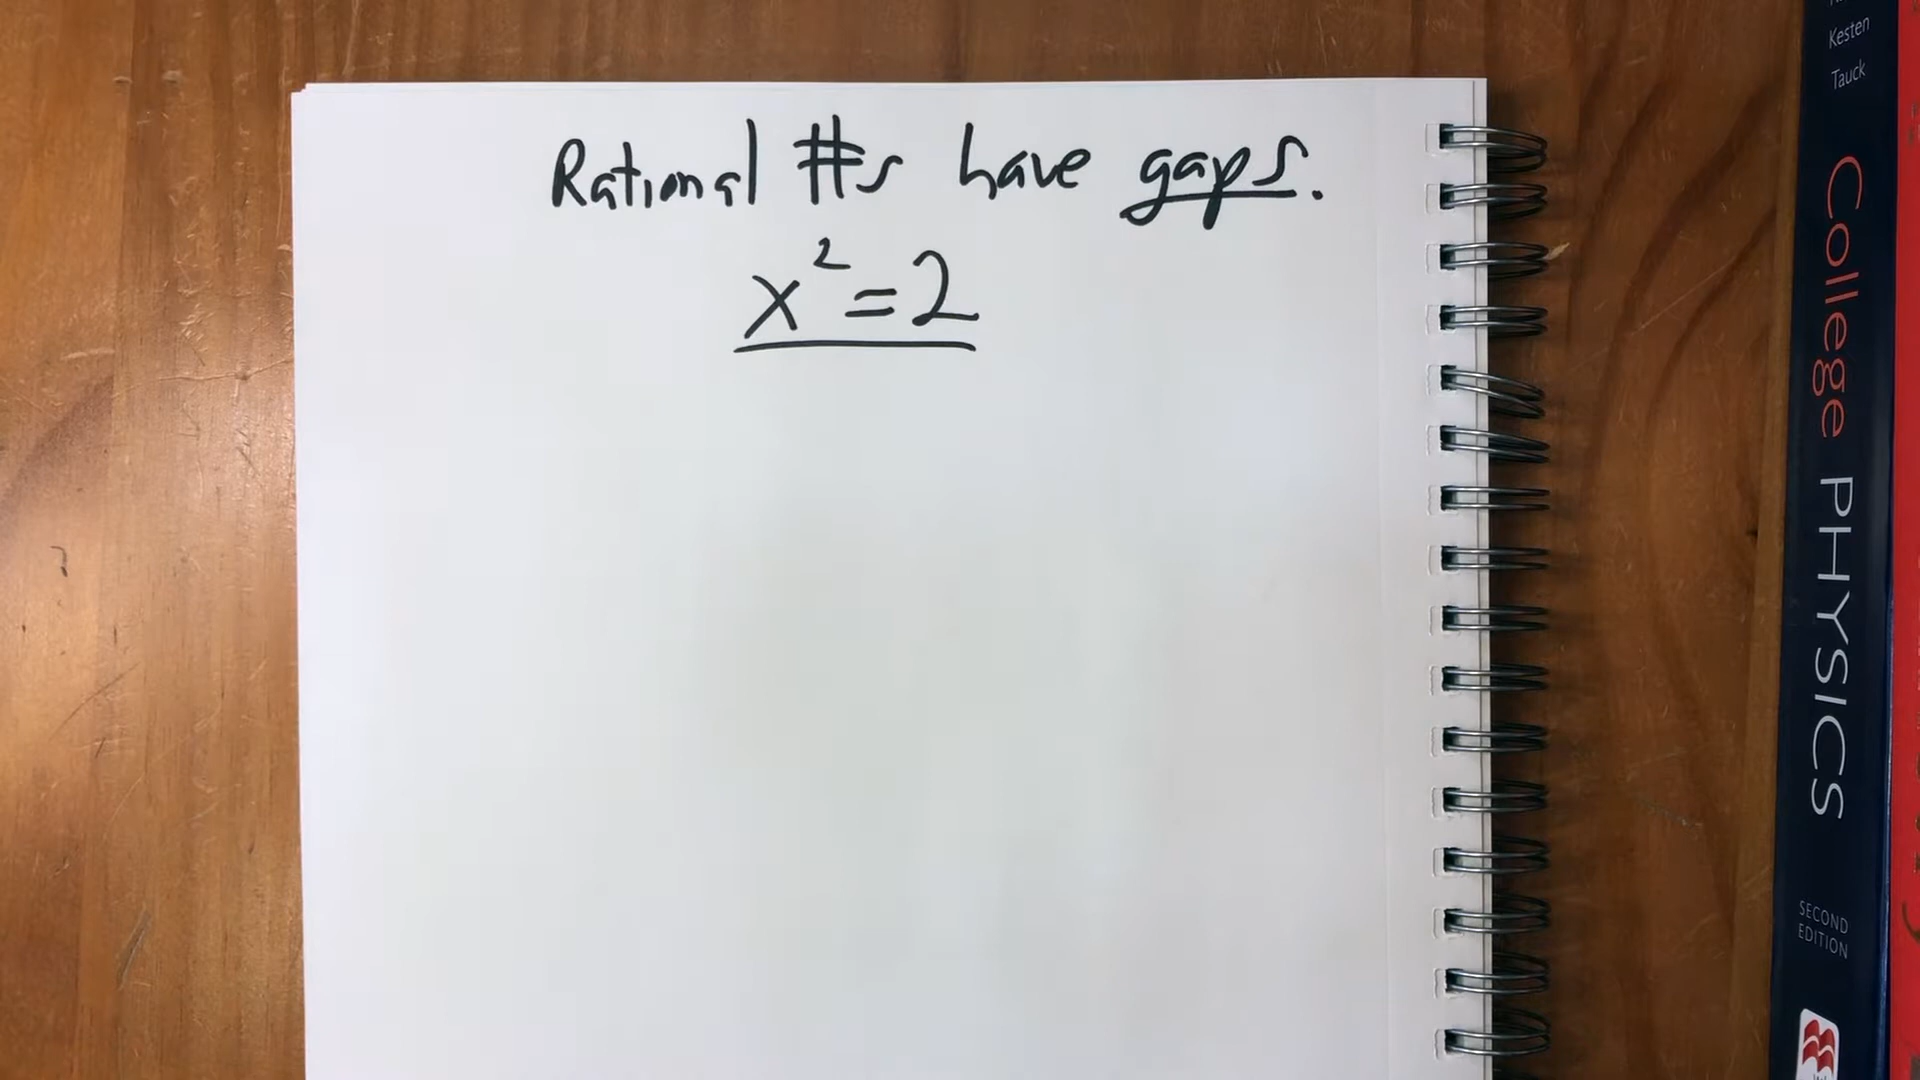 Rational #s have gaps.
x² = 2
Kesten
Tauck
College PHYSICS
SECOND
EDITION